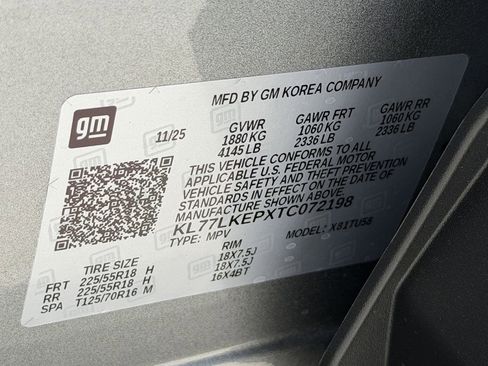 gm
MFD BY GM KOREA COMPANY
11/25 GVWR GAWR FRT GAWR RR
1880 KG 1060 KG 1060 KG
4145 LB 2336 LB 2336 LB
THIS VEHICLE CONFORMS TO ALL
APPLICABLE U.S. FEDERAL MOTOR
VEHICLE SAFETY AND THEFT PREVENTION
STANDARDS IN EFFECT ON THE DATE OF
MANUFACTURE SHOWN ABOVE.
KL77LKEPXTC072198
TYPE: MPV MODEL: X81TU58
TIRE SIZE RIM
FRT 225/55R18 H 18X7.5J
RR 225/55R18 H 18X7.5J
SPA T125/70R16 M 16X4BT